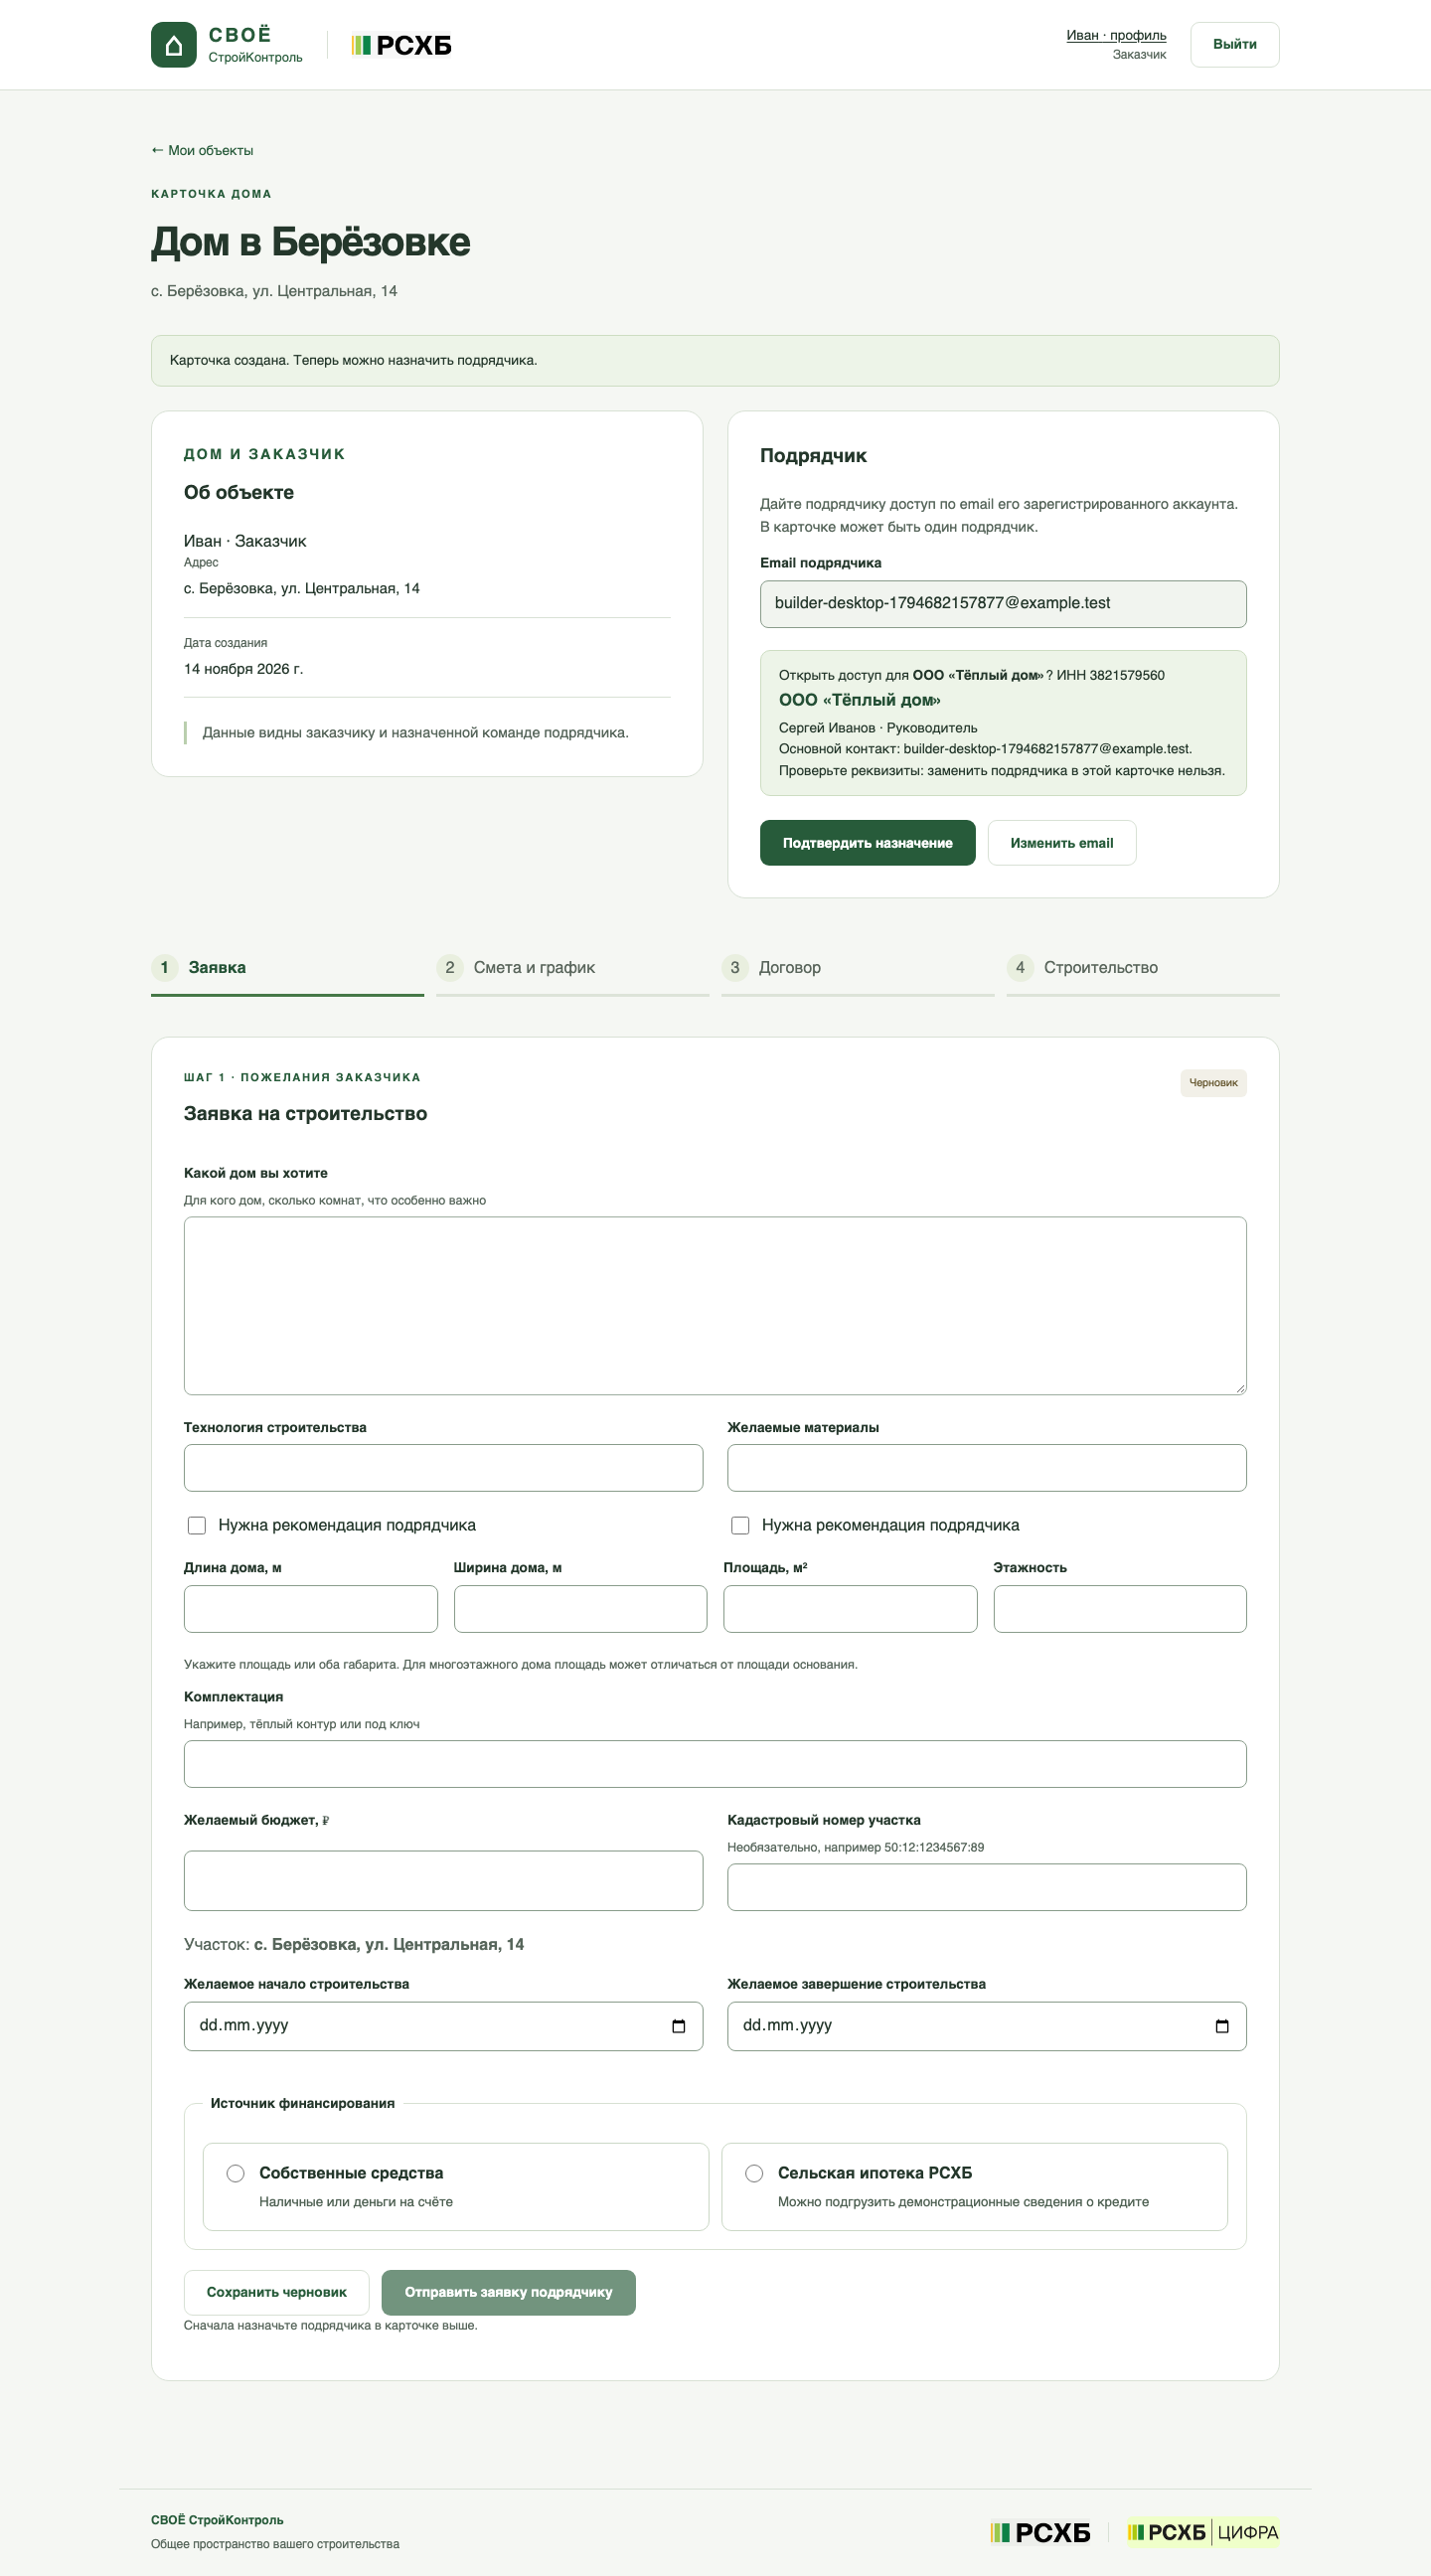 СВОЁ
СтройКонтроль
РСХБ
Иван · профиль
Заказчик
Выйти
← Мои объекты
КАРТОЧКА ДОМА
Дом в Берёзовке
с. Берёзовка, ул. Центральная, 14
Карточка создана. Теперь можно назначить подрядчика.
ДОМ И ЗАКАЗЧИК
Об объекте
Иван · Заказчик
Адрес
с. Берёзовка, ул. Центральная, 14
Дата создания
14 ноября 2026 г.
Данные видны заказчику и назначенной команде подрядчика.
Подрядчик
Дайте подрядчику доступ по email его зарегистрированного аккаунта.
В карточке может быть один подрядчик.
Email подрядчика
builder-desktop-1794682157877@example.test
Открыть доступ для ООО «Тёплый дом»? ИНН 3821579560
ООО «Тёплый дом»
Сергей Иванов · Руководитель
Основной контакт: builder-desktop-1794682157877@example.test.
Проверьте реквизиты: заменить подрядчика в этой карточке нельзя.
Подтвердить назначение
Изменить email
1 Заявка
2 Смета и график
3 Договор
4 Строительство
ШАГ 1 · ПОЖЕЛАНИЯ ЗАКАЗЧИКА
Черновик
Заявка на строительство
Какой дом вы хотите
Для кого дом, сколько комнат, что особенно важно
Технология строительства
Желаемые материалы
Нужна рекомендация подрядчика
Нужна рекомендация подрядчика
Длина дома, м
Ширина дома, м
Площадь, м²
Этажность
Укажите площадь или оба габарита. Для многоэтажного дома площадь может отличаться от площади основания.
Комплектация
Например, тёплый контур или под ключ
Желаемый бюджет, ₽
Кадастровый номер участка
Необязательно, например 50:12:1234567:89
Участок: с. Берёзовка, ул. Центральная, 14
Желаемое начало строительства
Желаемое завершение строительства
dd.mm.yyyy
dd.mm.yyyy
Источник финансирования
Собственные средства
Наличные или деньги на счёте
Сельская ипотека РСХБ
Можно подгрузить демонстрационные сведения о кредите
Сохранить черновик
Отправить заявку подрядчику
Сначала назначьте подрядчика в карточке выше.
СВОЁ СтройКонтроль
Общее пространство вашего строительства
РСХБ
РСХБ ЦИФРА